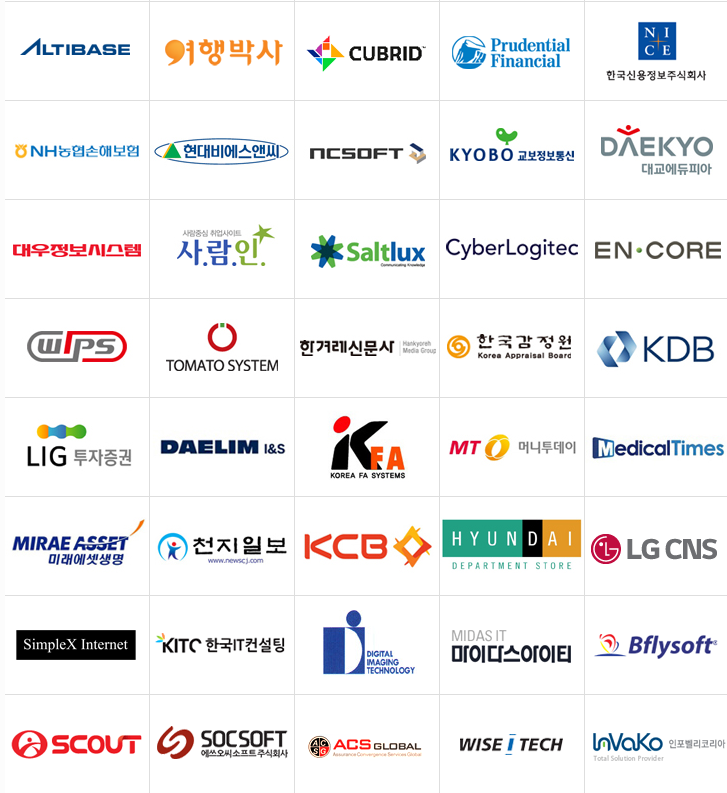 ALTIBASE
여행박사
CUBRID
Prudential
Financial
NICE
한국신용정보주식회사
NH농협손해보험
현대비에스앤씨
NCSOFT
KYOBO 교보정보통신
DAEKYO
대교에듀피아
대우정보시스템
사람중심 취업사이트
사.람.인.
Saltlux
Communicating Knowledge
CyberLogitec
EN·CORE
WIPS
TOMATO SYSTEM
한겨레신문사 Hankyoreh
Media Group
한국감정원
Korea Appraisal Board
KDB
LIG 투자증권
DAELIM I&S
KFA
KOREA FA SYSTEMS
MT 머니투데이
MedicalTimes
MIRAE ASSET
미래에셋생명
천지일보
www.newscj.com
KCB
HYUNDAI
DEPARTMENT STORE
LG CNS
SimpleX Internet
KITC 한국IT컨설팅
DIGITAL
IMAGING
TECHNOLOGY
MIDAS IT
마이다스아이티
Bflysoft
SCOUT
SOCSOFT
에쓰오씨소프트주식회사
ACSG
ACS GLOBAL
Assurance Convergence Services Global
WISE iTECH
InVaKo 인포벨리코리아
Total Solution Provider